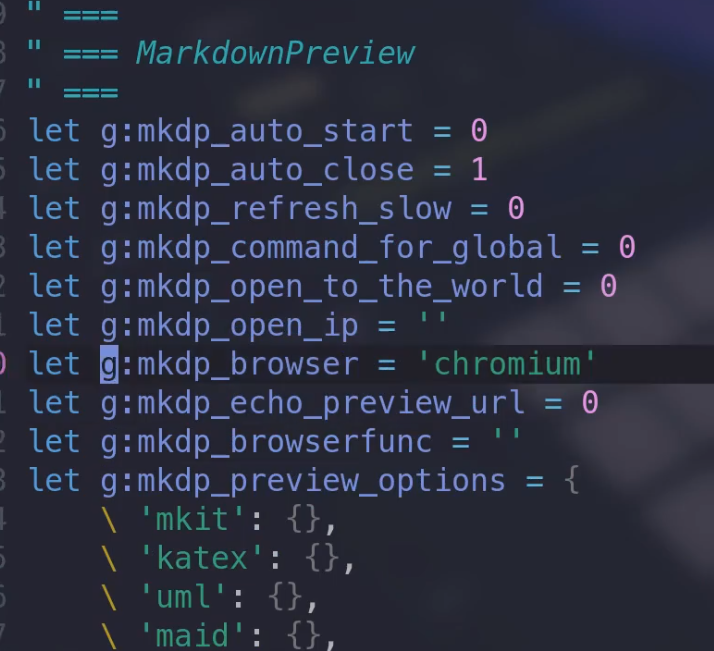 9 " ===
8 " === MarkdownPreview
7 " ===
6 let g:mkdp_auto_start = 0
5 let g:mkdp_auto_close = 1
4 let g:mkdp_refresh_slow = 0
3 let g:mkdp_command_for_global = 0
2 let g:mkdp_open_to_the_world = 0
1 let g:mkdp_open_ip = ''
0 let g:mkdp_browser = 'chromium'
1 let g:mkdp_echo_preview_url = 0
2 let g:mkdp_browserfunc = ''
3 let g:mkdp_preview_options = {
4 \ 'mkit': {},
5 \ 'katex': {},
6 \ 'uml': {},
7 \ 'maid': {},